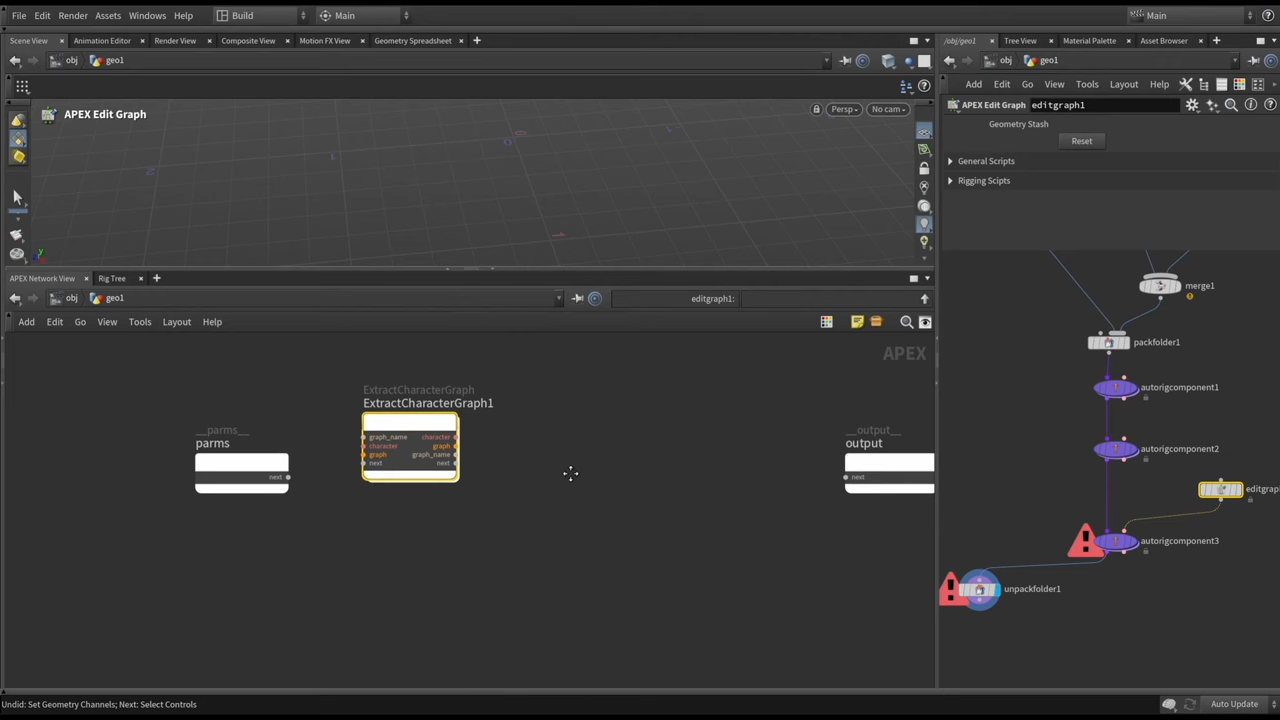 File Edit Render Assets Windows Help Build Main Main
Scene View Animation Editor Render View Composite View Motion FX View Geometry Spreadsheet
/obj/geo1 Tree View Material Palette Asset Browser
obj geo1
obj geo1
Add Edit Go View Tools Layout Help
APEX Edit Graph editgraph1
APEX Edit Graph
Persp No cam
Geometry Stash
Reset
General Scripts
Rigging Scipts
APEX Network View Rig Tree
obj geo1
editgraph1:
Add Edit Go View Tools Layout Help
APEX
ExtractCharacterGraph
ExtractCharacterGraph1
graph_name character
character graph
graph graph_name
next next
__parms__
parms
next
__output__
output
next
merge1
packfolder1
autorigcomponent1
autorigcomponent2
editgrap
autorigcomponent3
unpackfolder1
Undid: Set Geometry Channels; Next: Select Controls
Auto Update